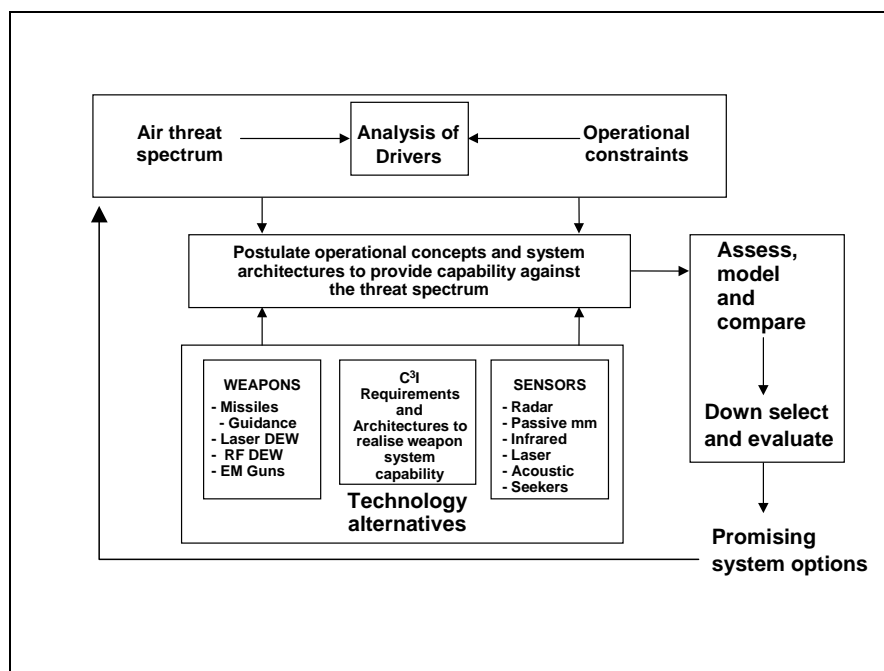 Air threat
spectrum
Analysis of
Drivers
Operational
constraints
Postulate operational concepts and system
architectures to provide capability against
the threat spectrum
Assess,
model
and
compare
Down select
and evaluate
WEAPONS
- Missiles
- Guidance
- Laser DEW
- RF DEW
- EM Guns
C³I
Requirements
and
Architectures to
realise weapon
system
capability
SENSORS
- Radar
- Passive mm
- Infrared
- Laser
- Acoustic
- Seekers
Technology
alternatives
Promising
system options